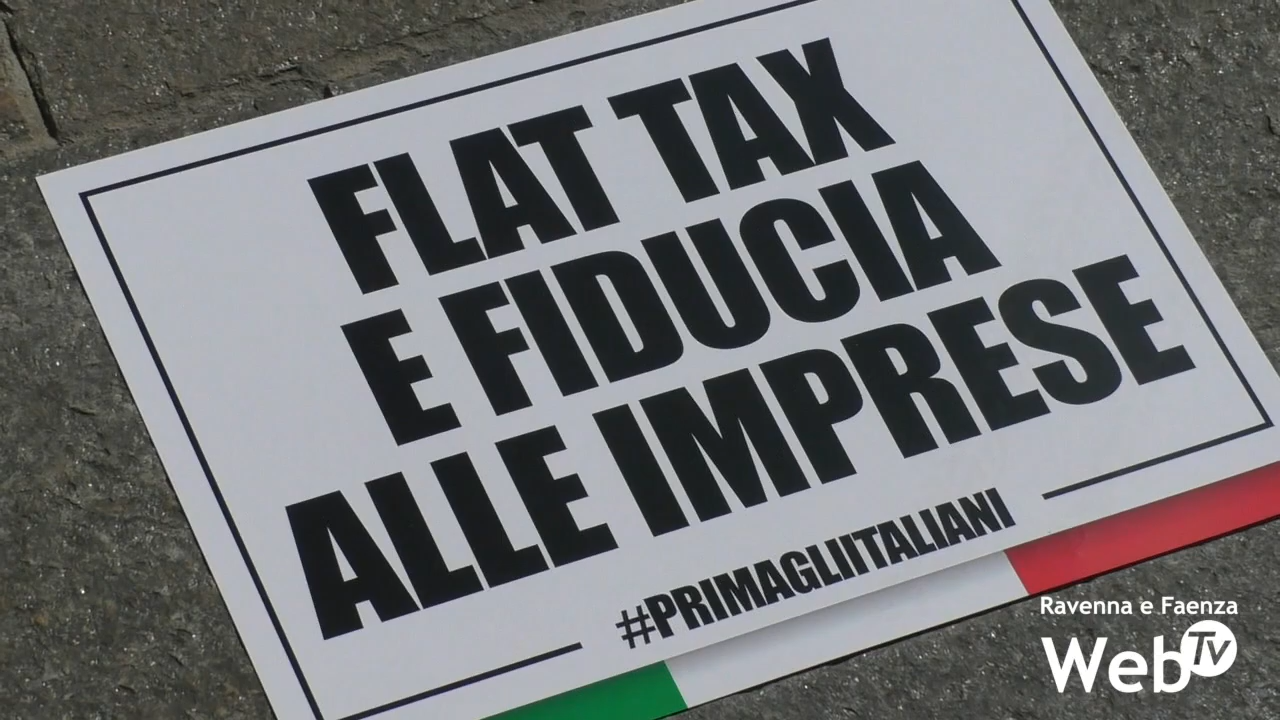 FLAT TAX
E FIDUCIA
ALLE IMPRESE
#PRIMAGLIITALIANI
Ravenna e Faenza
WebTv